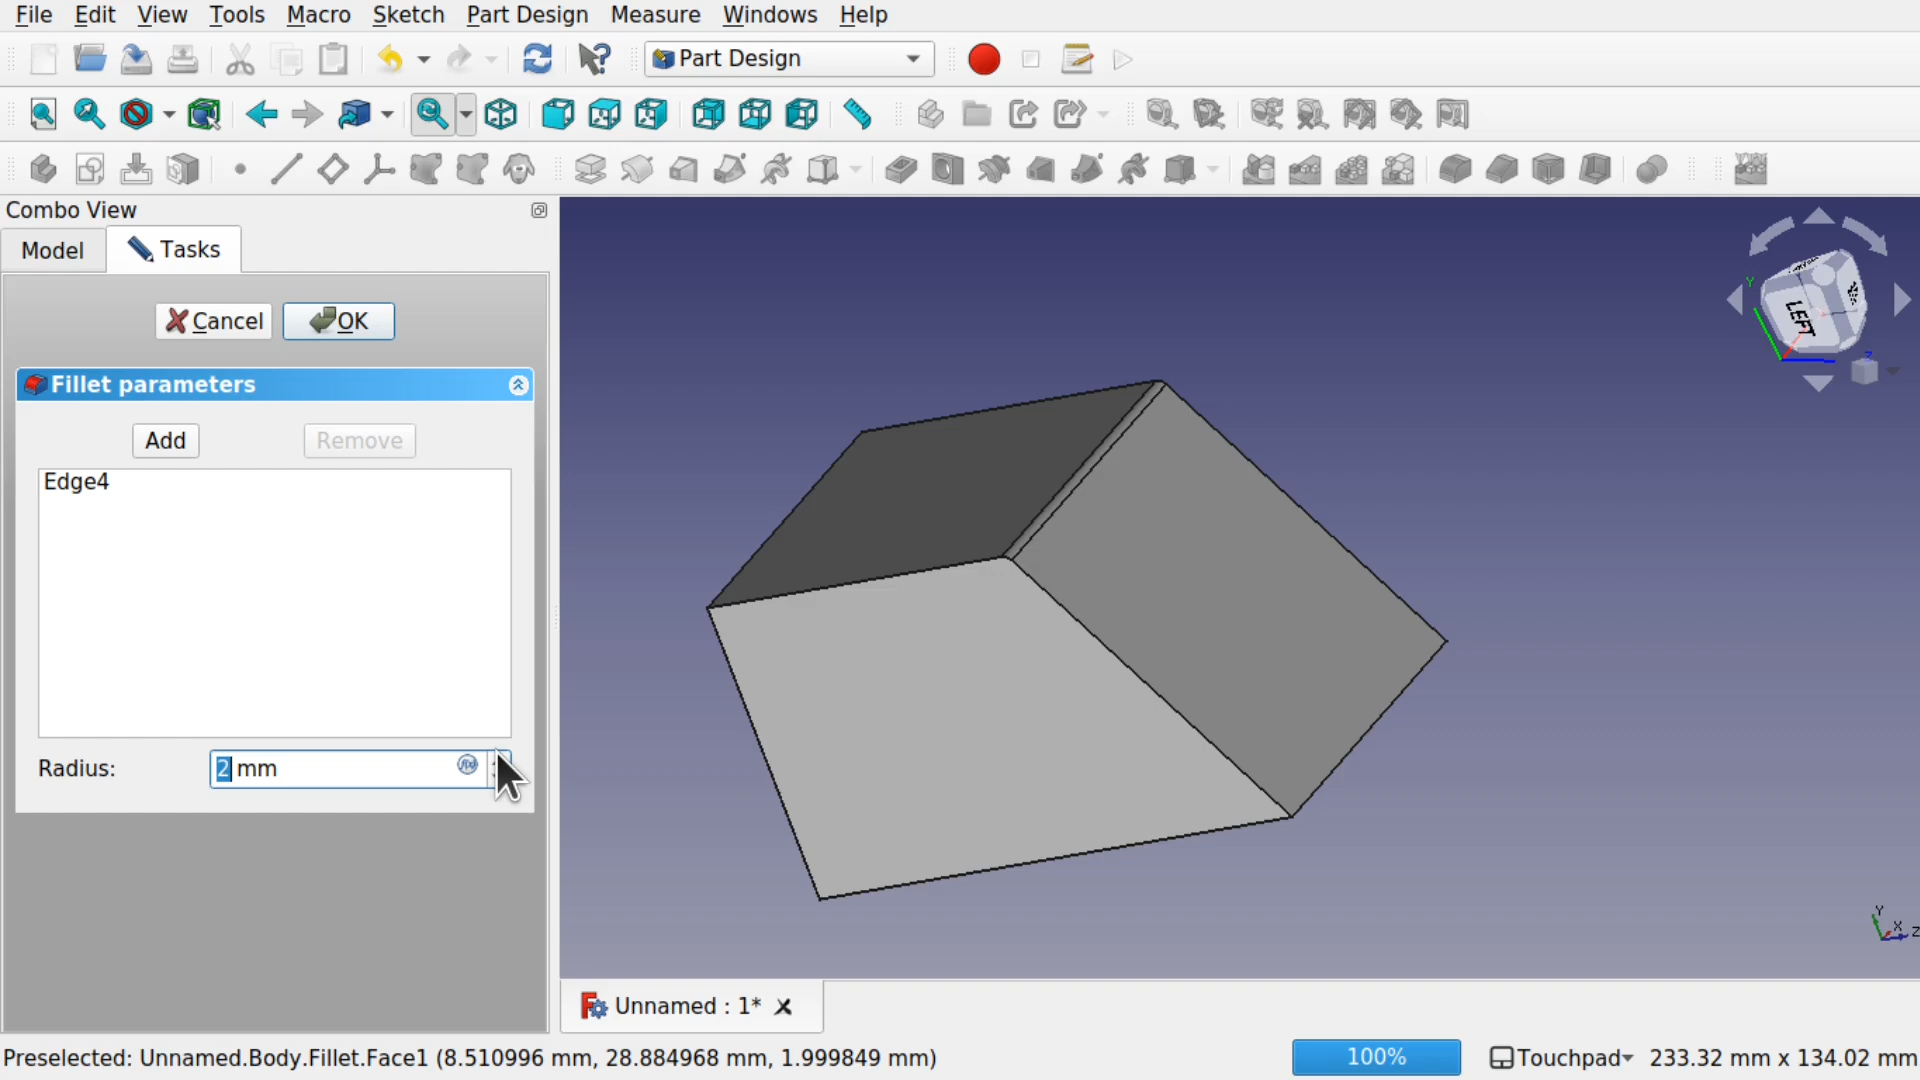 File Edit View Tools Macro Sketch Part Design Measure Windows Help
Part Design
Combo View
Model Tasks
Cancel OK
Fillet parameters
Add Remove
Edge4
Radius: 2 mm
LEFT
Y
Z
Y
X
Z
Unnamed : 1*
Preselected: Unnamed.Body.Fillet.Face1 (8.510996 mm, 28.884968 mm, 1.999849 mm) 100% Touchpad 233.32 mm x 134.02 mm